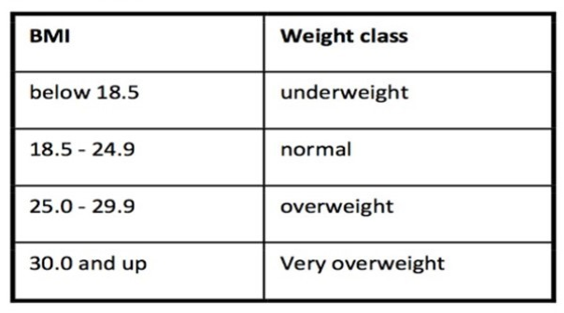 BMI Weight class
below 18.5 underweight
18.5 - 24.9 normal
25.0 - 29.9 overweight
30.0 and up Very overweight